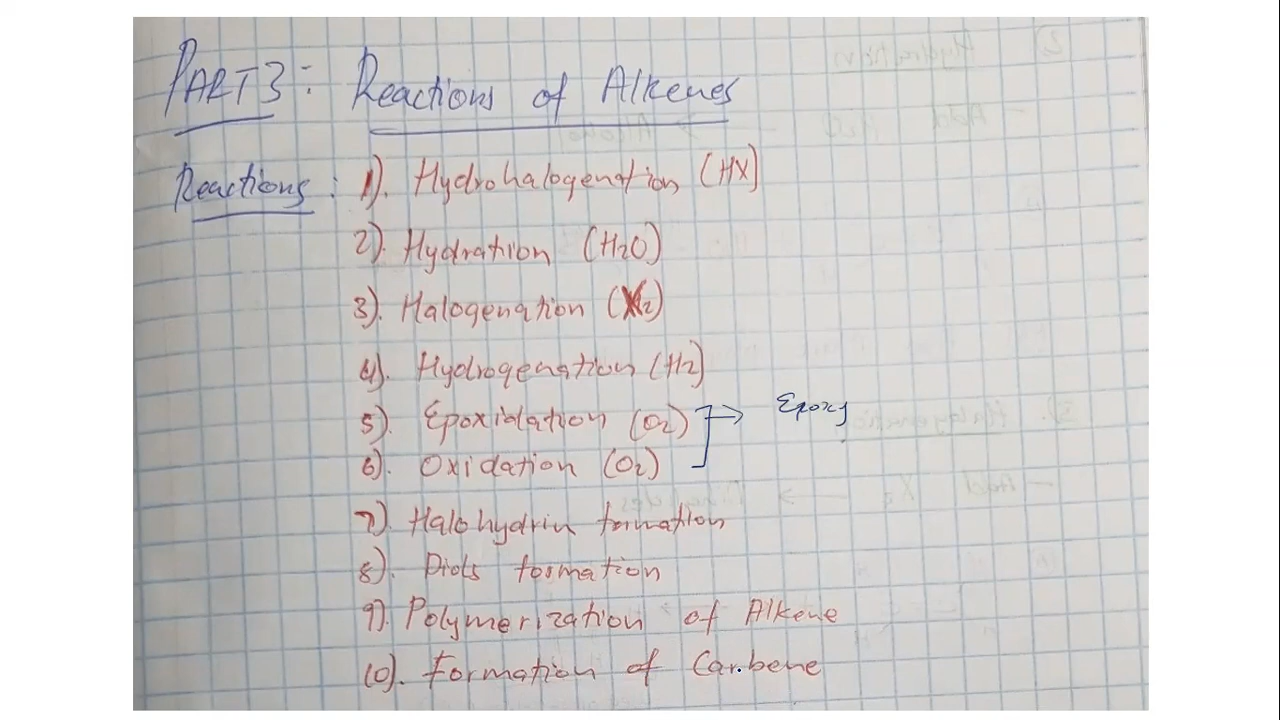 PART 3: Reactions of Alkenes
Reactions: 1). Hydrohalogenation (HX)
2). Hydration (H2O)
3). Halogenation (X2)
4). Hydrogenation (H2)
5). Epoxidation (O2) → Epoxy
6). Oxidation (O2)
7). Halohydrin formation
8). Diols formation
9). Polymerization of Alkene
10). Formation of Carbene